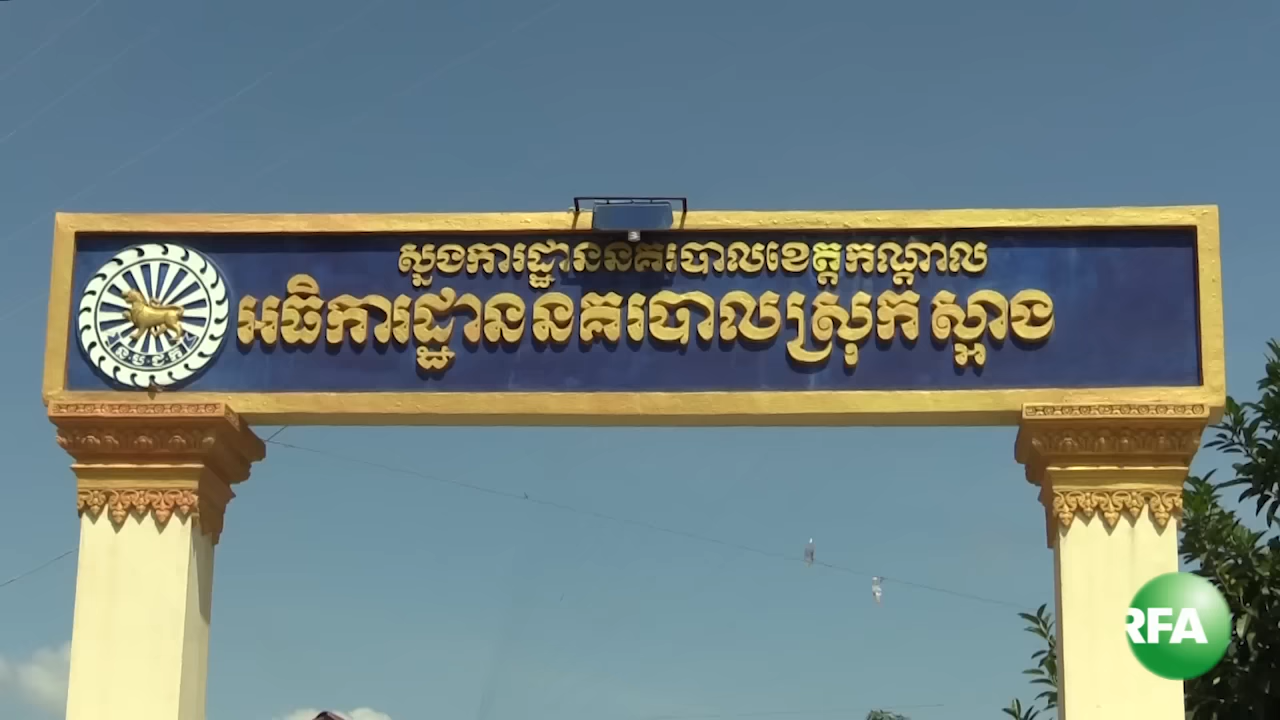 ស្នងការដ្ឋាននគរបាលខេត្តកណ្តាល
អធិការដ្ឋាននគរបាលស្រុកស្អាង
RFA